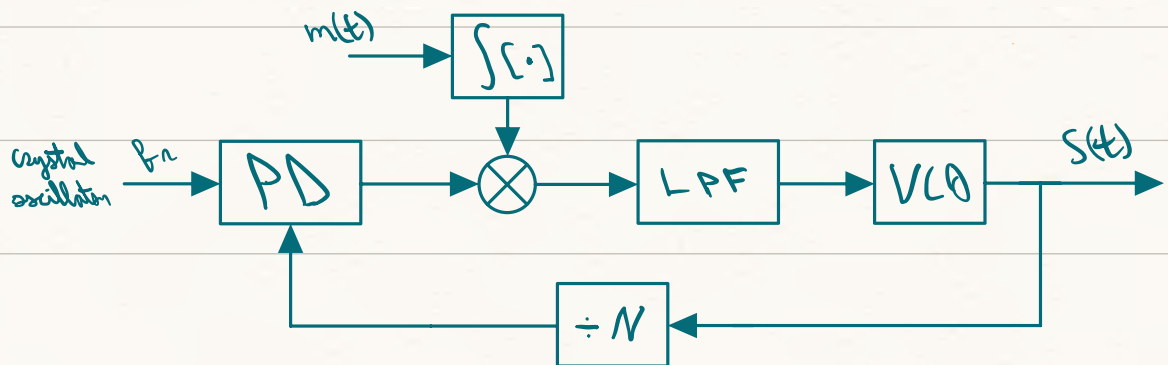 m(t)
∫[·]
crystal
oscillator
fr
PD
LPF
VCO
S(t)
÷ N